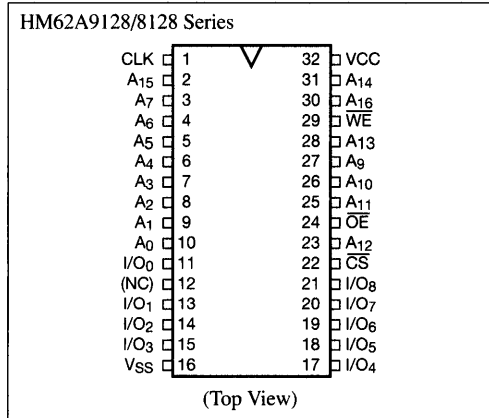 HM62A9128/8128 Series
CLK 1 32 VCC
A15 2 31 A14
A7 3 30 A16
A6 4 29 WE
A5 5 28 A13
A4 6 27 A9
A3 7 26 A10
A2 8 25 A11
A1 9 24 OE
A0 10 23 A12
I/O0 11 22 CS
(NC) 12 21 I/O8
I/O1 13 20 I/O7
I/O2 14 19 I/O6
I/O3 15 18 I/O5
VSS 16 17 I/O4
(Top View)